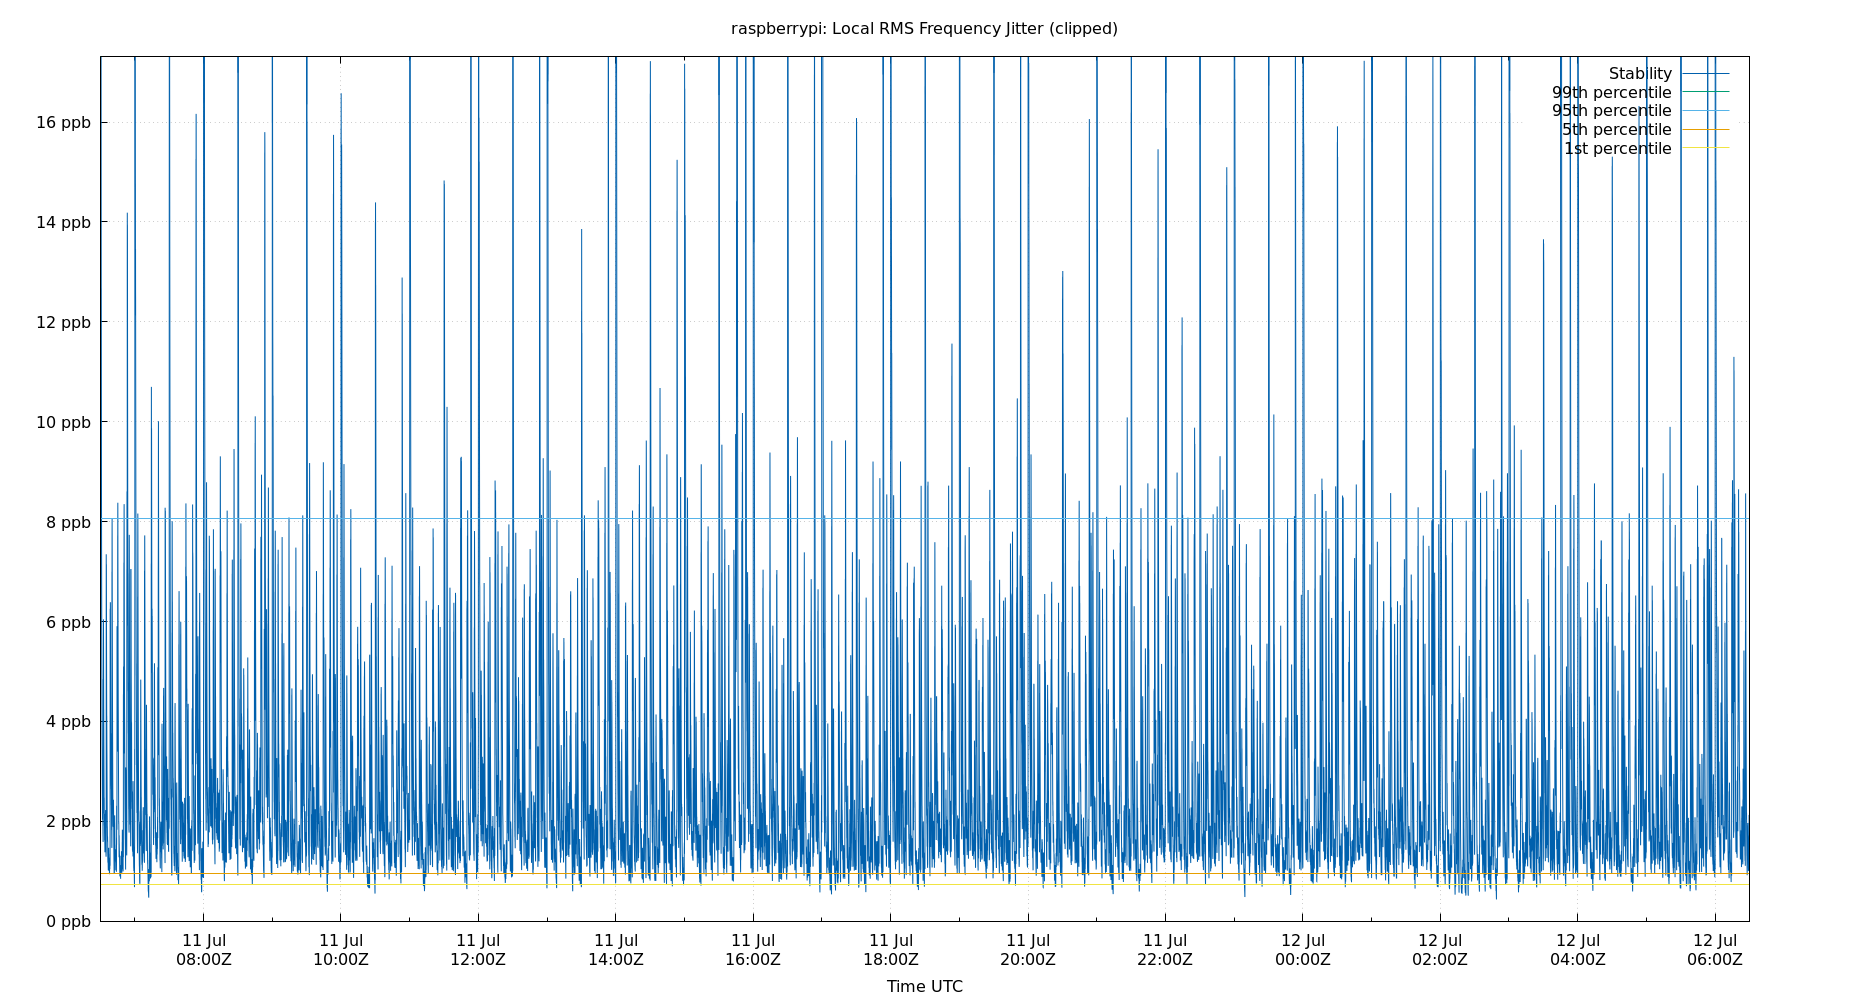 raspberrypi: Local RMS Frequency Jitter (clipped)
Stability
99th percentile
95th percentile
5th percentile
1st percentile
16 ppb
14 ppb
12 ppb
10 ppb
8 ppb
6 ppb
4 ppb
2 ppb
0 ppb
11 Jul 11 Jul 11 Jul 11 Jul 11 Jul 11 Jul 11 Jul 11 Jul 12 Jul 12 Jul 12 Jul 12 Jul
08:00Z 10:00Z 12:00Z 14:00Z 16:00Z 18:00Z 20:00Z 22:00Z 00:00Z 02:00Z 04:00Z 06:00Z
Time UTC